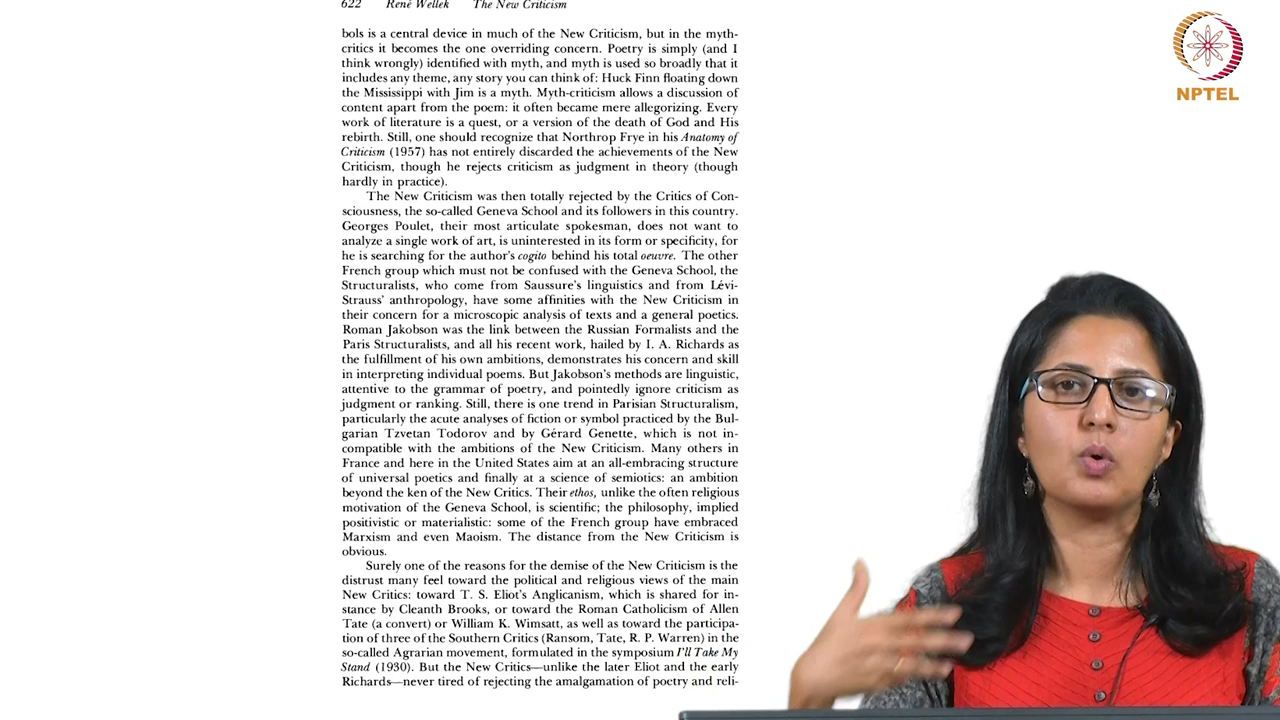 622 René Wellek The New Criticism
bols is a central device in much of the New Criticism, but in the myth-
critics it becomes the one overriding concern. Poetry is simply (and I
think wrongly) identified with myth, and myth is used so broadly that it
includes any theme, any story you can think of: Huck Finn floating down
the Mississippi with Jim is a myth. Myth-criticism allows a discussion of
content apart from the poem: it often became mere allegorizing. Every
work of literature is a quest, or a version of the death of God and His
rebirth. Still, one should recognize that Northrop Frye in his Anatomy of
Criticism (1957) has not entirely discarded the achievements of the New
Criticism, though he rejects criticism as judgment in theory (though
hardly in practice).
The New Criticism was then totally rejected by the Critics of Con-
sciousness, the so-called Geneva School and its followers in this country.
Georges Poulet, their most articulate spokesman, does not want to
analyze a single work of art, is uninterested in its form or specificity, for
he is searching for the author's cogito behind his total oeuvre. The other
French group which must not be confused with the Geneva School, the
Structuralists, who come from Saussure's linguistics and from Lévi-
Strauss' anthropology, have some affinities with the New Criticism in
their concern for a microscopic analysis of texts and a general poetics.
Roman Jakobson was the link between the Russian Formalists and the
Paris Structuralists, and all his recent work, hailed by I. A. Richards as
the fulfillment of his own ambitions, demonstrates his concern and skill
in interpreting individual poems. But Jakobson's methods are linguistic,
attentive to the grammar of poetry, and pointedly ignore criticism as
judgment or ranking. Still, there is one trend in Parisian Structuralism,
particularly the acute analyses of fiction or symbol practiced by the Bul-
garian Tzvetan Todorov and by Gérard Genette, which is not in-
compatible with the ambitions of the New Criticism. Many others in
France and here in the United States aim at an all-embracing structure
of universal poetics and finally at a science of semiotics: an ambition
beyond the ken of the New Critics. Their ethos, unlike the often religious
motivation of the Geneva School, is scientific; the philosophy, implied
positivistic or materialistic: some of the French group have embraced
Marxism and even Maoism. The distance from the New Criticism is
obvious.
Surely one of the reasons for the demise of the New Criticism is the
distrust many feel toward the political and religious views of the main
New Critics: toward T. S. Eliot's Anglicanism, which is shared for in-
stance by Cleanth Brooks, or toward the Roman Catholicism of Allen
Tate (a convert) or William K. Wimsatt, as well as toward the participa-
tion of three of the Southern Critics (Ransom, Tate, R. P. Warren) in the
so-called Agrarian movement, formulated in the symposium I'll Take My
Stand (1930). But the New Critics—unlike the later Eliot and the early
Richards—never tired of rejecting the amalgamation of poetry and reli-
NPTEL